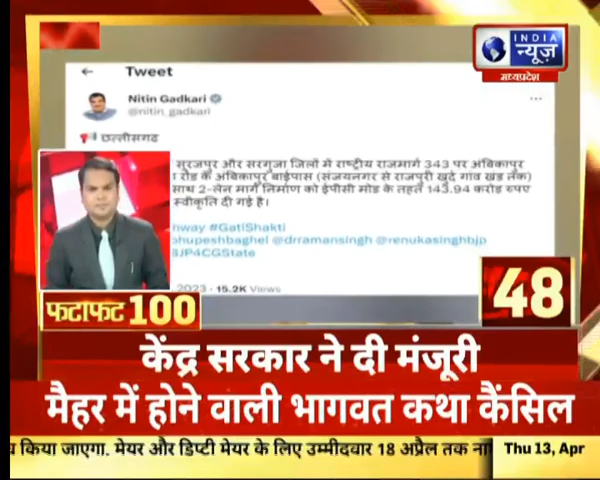 INDIA
न्यूज़
मध्यप्रदेश
← Tweet
Nitin Gadkari
@nitin_gadkari
छत्तीसगढ
सूरजपुर और सरगुजा जिलों में राष्ट्रीय राजमार्ग 343 पर अंबिकापुर
रोड के अंबिकापुर बाईपास (संजयनगर से राजपुरी खुर्द गांव खंड तक)
साथ 2-लेन मार्ग निर्माण को ईपीसी मोड के तहत 143.94 करोड़ रुपए
स्वीकृति दी गई है।
hway #GatiShakti
bhupeshbaghel @drramansingh @renukasinghbjp
BJP4CGState
2023 · 15.2K Views
फटाफट 100
48
केंद्र सरकार ने दी मंजूरी
मैहर में होने वाली भागवत कथा कैंसिल
किया जाएगा. मेयर और डिप्टी मेयर के लिए उम्मीदवार 18 अप्रैल तक
Thu 13, Apr